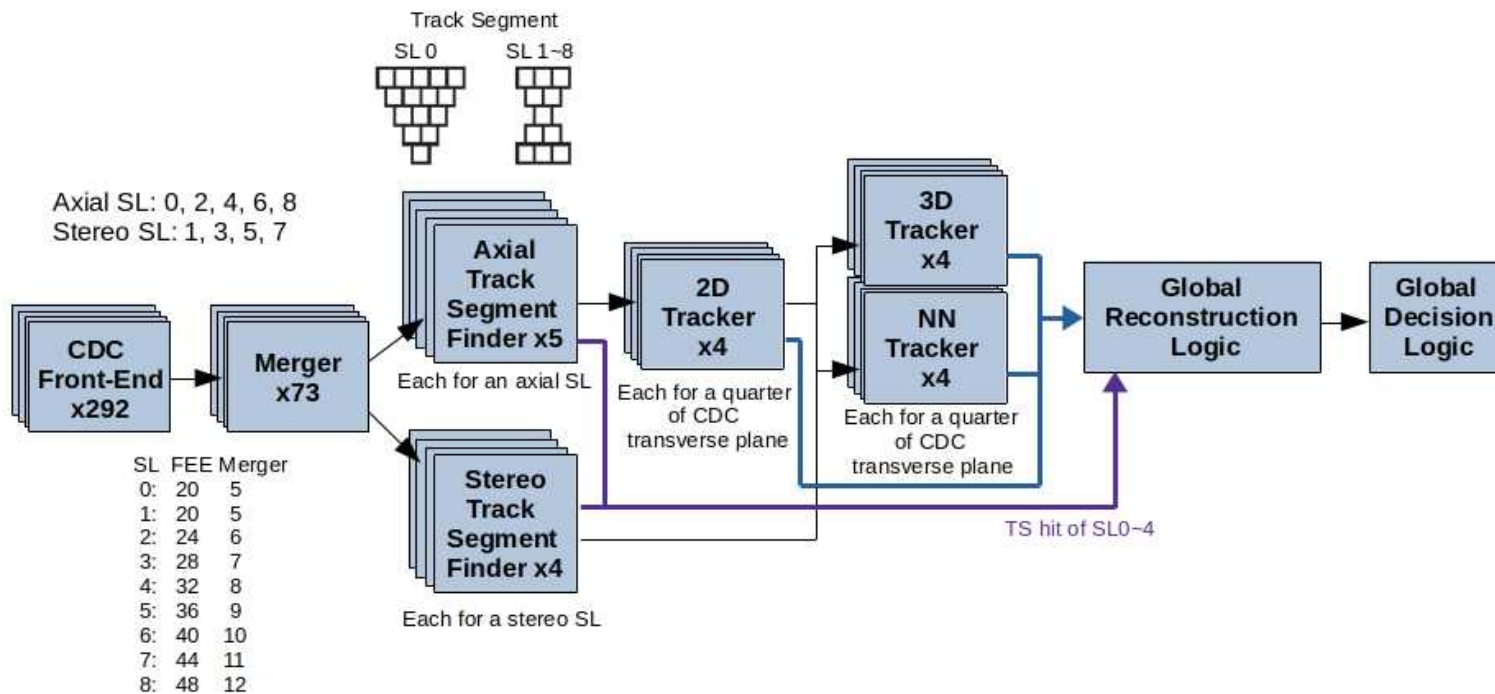 Track Segment
SL 0 SL 1~8
Axial SL: 0, 2, 4, 6, 8
Stereo SL: 1, 3, 5, 7
CDC
Front-End
x292
Merger
x73
Axial
Track
Segment
Finder x5
Each for an axial SL
Stereo
Track
Segment
Finder x4
Each for a stereo SL
2D
Tracker
x4
Each for a quarter
of CDC
transverse plane
3D
Tracker
x4
NN
Tracker
x4
Each for a quarter
of CDC
transverse plane
Global
Reconstruction
Logic
Global
Decision
Logic
TS hit of SL0~4
SL FEE Merger
0: 20 5
1: 20 5
2: 24 6
3: 28 7
4: 32 8
5: 36 9
6: 40 10
7: 44 11
8: 48 12